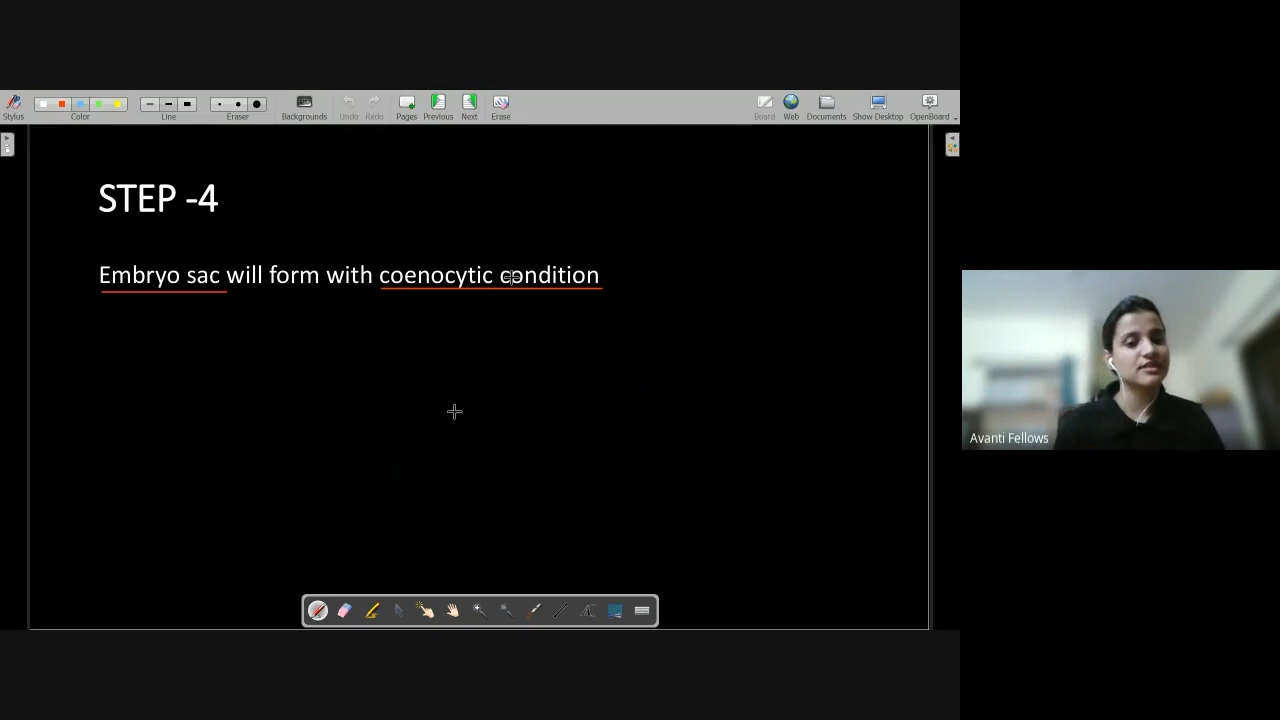 Stylus
Color
Line
Eraser
Backgrounds
Undo
Redo
Pages
Previous
Next
Erase
Board
Web
Documents
Show Desktop
OpenBoard
STEP -4
Embryo sac will form with coenocytic condition
Avanti Fellows